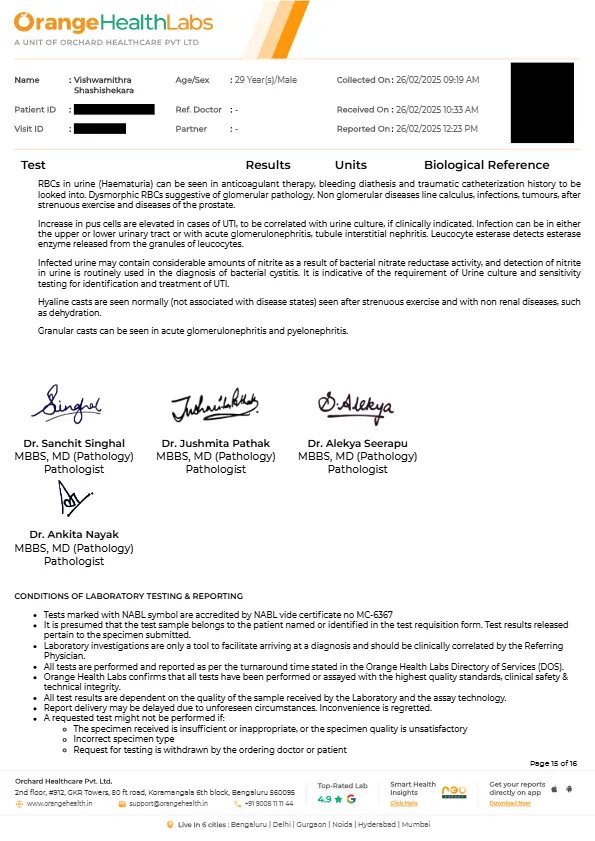 OrangeHealthLabs
A UNIT OF ORCHARD HEALTHCARE PVT LTD
Name : Vishwamithra Shashishekara Age/Sex : 29 Year(s)/Male Collected On : 26/02/2025 09:19 AM
Patient ID : Ref. Doctor : - Received On : 26/02/2025 10:33 AM
Visit ID : Partner : - Reported On : 26/02/2025 12:23 PM
Test Results Units Biological Reference
RBCs in urine (Haematuria) can be seen in anticoagulant therapy, bleeding diathesis and traumatic catheterization history to be
looked into. Dysmorphic RBCs suggestive of glomerular pathology. Non glomerular diseases line calculus, infections, tumours, after
strenuous exercise and diseases of the prostate.
Increase in pus cells are elevated in cases of UTI, to be correlated with urine culture, if clinically indicated. Infection can be in either
the upper or lower urinary tract or with acute glomerulonephritis, tubule interstitial nephritis. Leucocyte esterase detects esterase
enzyme released from the granules of leucocytes.
Infected urine may contain considerable amounts of nitrite as a result of bacterial nitrate reductase activity, and detection of nitrite
in urine is routinely used in the diagnosis of bacterial cystitis. It is indicative of the requirement of Urine culture and sensitivity
testing for identification and treatment of UTI.
Hyaline casts are seen normally (not associated with disease states) seen after strenuous exercise and with non renal diseases, such
as dehydration.
Granular casts can be seen in acute glomerulonephritis and pyelonephritis.
Singhal Jushmita Pathak S.Alekya
Dr. Sanchit Singhal Dr. Jushmita Pathak Dr. Alekya Seerapu
MBBS, MD (Pathology) MBBS, MD (Pathology) MBBS, MD (Pathology)
Pathologist Pathologist Pathologist
Dr. Ankita Nayak
MBBS, MD (Pathology)
Pathologist
CONDITIONS OF LABORATORY TESTING & REPORTING
• Tests marked with NABL symbol are accredited by NABL vide certificate no MC-6367
• It is presumed that the test sample belongs to the patient named or identified in the test requisition form. Test results released
pertain to the specimen submitted.
• Laboratory investigations are only a tool to facilitate arriving at a diagnosis and should be clinically correlated by the Referring
Physician.
• All tests are performed and reported as per the turnaround time stated in the Orange Health Labs Directory of Services (DOS).
• Orange Health Labs confirms that all tests have been performed or assayed with the highest quality standards, clinical safety &
technical integrity.
• All test results are dependent on the quality of the sample received by the Laboratory and the assay technology.
• Report delivery may be delayed due to unforeseen circumstances. Inconvenience is regretted.
• A requested test might not be performed if:
o The specimen received is insufficient or inappropriate, or the specimen quality is unsatisfactory
o Incorrect specimen type
o Request for testing is withdrawn by the ordering doctor or patient
Page 15 of 16
Orchard Healthcare Pvt. Ltd.
2nd floor, #912, GKR Towers, 80 ft road, Koramangala 6th block, Bengaluru 560095
www.orangehealth.in support@orangehealth.in +91 9008 11 11 44
Top-Rated Lab
4.9 ★ G
Smart Health
Insights
Click Here
Get your reports
directly on app
Download Now
Live In 6 cities : Bengaluru | Delhi | Gurgaon | Noida | Hyderabad | Mumbai